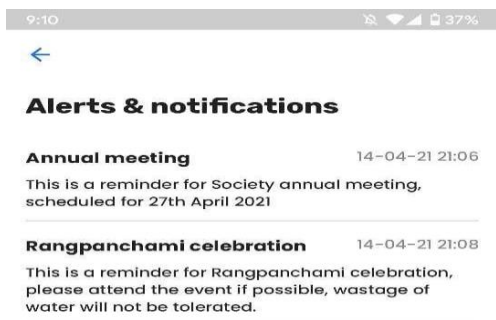 9:10 37%
Alerts & notifications
Annual meeting 14-04-21 21:06
This is a reminder for Society annual meeting,
scheduled for 27th April 2021
Rangpanchami celebration 14-04-21 21:08
This is a reminder for Rangpanchami celebration,
please attend the event if possible, wastage of
water will not be tolerated.